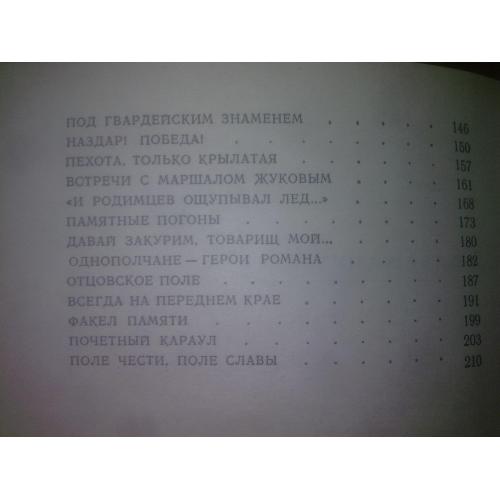 ПОД ГВАРДЕЙСКИМ ЗНАМЕНЕМ . . . . . . 146
НАЗДАР! ПОБЕДА! . . . . . . . . . 150
ПЕХОТА, ТОЛЬКО КРЫЛАТАЯ . . . . . . . 157
ВСТРЕЧИ С МАРШАЛОМ ЖУКОВЫМ . . . . . 161
«И РОДИМЦЕВ ОЩУПЫВАЛ ЛЕД...» . . . . . 168
ПАМЯТНЫЕ ПОГОНЫ . . . . . . . . . 173
ДАВАЙ ЗАКУРИМ, ТОВАРИЩ МОЙ... . . . . . 180
ОДНОПОЛЧАНЕ — ГЕРОИ РОМАНА . . . . . 182
ОТЦОВСКОЕ ПОЛЕ . . . . . . . . . . 187
ВСЕГДА НА ПЕРЕДНЕМ КРАЕ . . . . . . . 191
ФАКЕЛ ПАМЯТИ . . . . . . . . . . 199
ПОЧЕТНЫЙ КАРАУЛ . . . . . . . . . 203
ПОЛЕ ЧЕСТИ, ПОЛЕ СЛАВЫ . . . . . . . 210